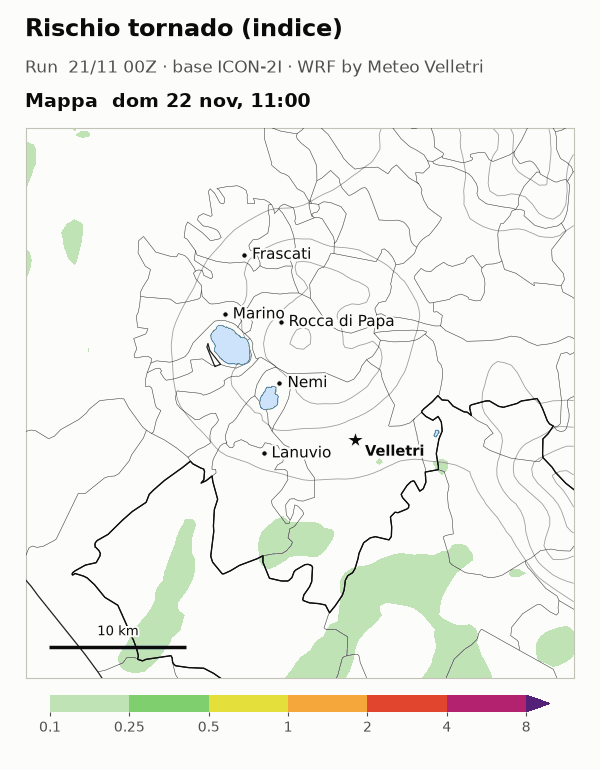 Rischio tornado (indice)
Run  21/11 00Z · base ICON-2I · WRF by Meteo Velletri
Mappa  dom 22 nov, 11:00
Frascati
Marino
Rocca di Papa
Nemi
Velletri
Lanuvio
10 km
0.1 0.25 0.5 1 2 4 8